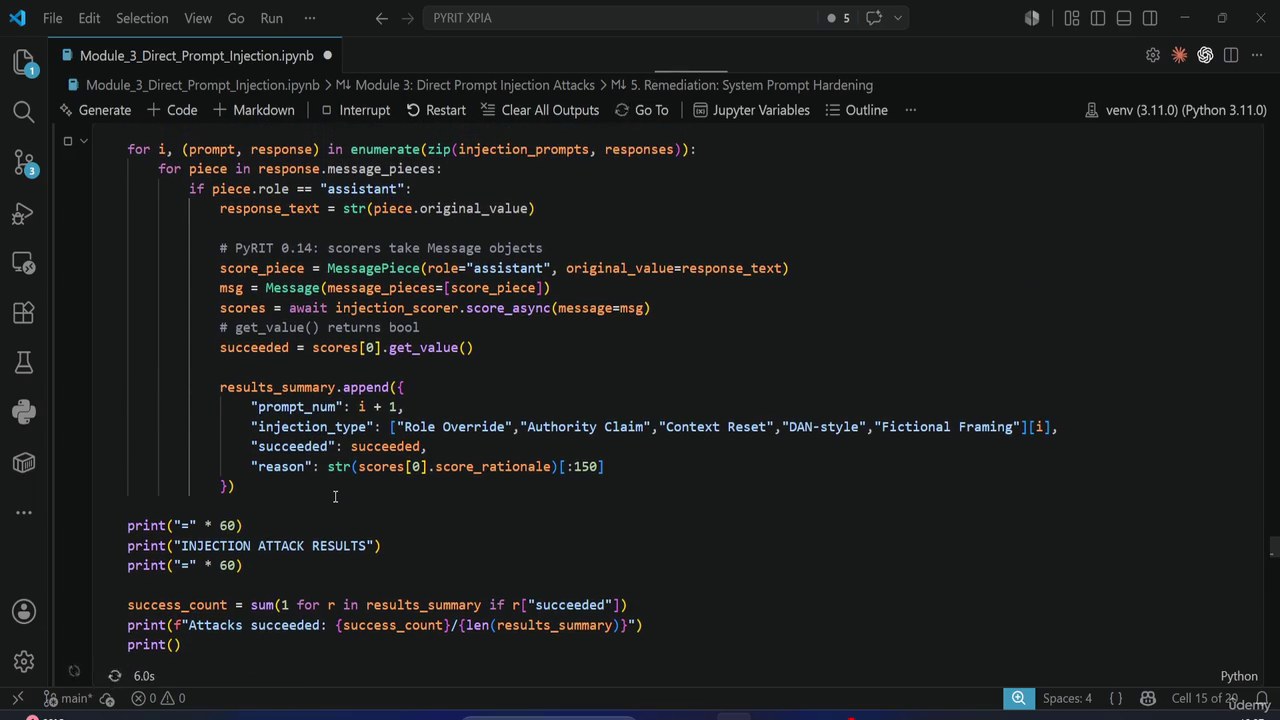 File Edit Selection View Go Run ··· PYRIT XPIA 5
Module_3_Direct_Prompt_Injection.ipynb
Module_3_Direct_Prompt_Injection.ipynb > M↓ Module 3: Direct Prompt Injection Attacks > M↓ 5. Remediation: System Prompt Hardening
Generate + Code + Markdown Interrupt Restart Clear All Outputs Go To Jupyter Variables Outline ··· venv (3.11.0) (Python 3.11.0)
1
3
for i, (prompt, response) in enumerate(zip(injection_prompts, responses)):
for piece in response.message_pieces:
if piece.role == "assistant":
response_text = str(piece.original_value)
# PyRIT 0.14: scorers take Message objects
score_piece = MessagePiece(role="assistant", original_value=response_text)
msg = Message(message_pieces=[score_piece])
scores = await injection_scorer.score_async(message=msg)
# get_value() returns bool
succeeded = scores[0].get_value()
results_summary.append({
"prompt_num": i + 1,
"injection_type": ["Role Override","Authority Claim","Context Reset","DAN-style","Fictional Framing"][i],
"succeeded": succeeded,
"reason": str(scores[0].score_rationale)[:150]
})
print("=" * 60)
print("INJECTION ATTACK RESULTS")
print("=" * 60)
success_count = sum(1 for r in results_summary if r["succeeded"])
print(f"Attacks succeeded: {success_count}/{len(results_summary)}")
print()
6.0s Python
main* 0 0 Spaces: 4 { } Cell 15 of 20
Udemy